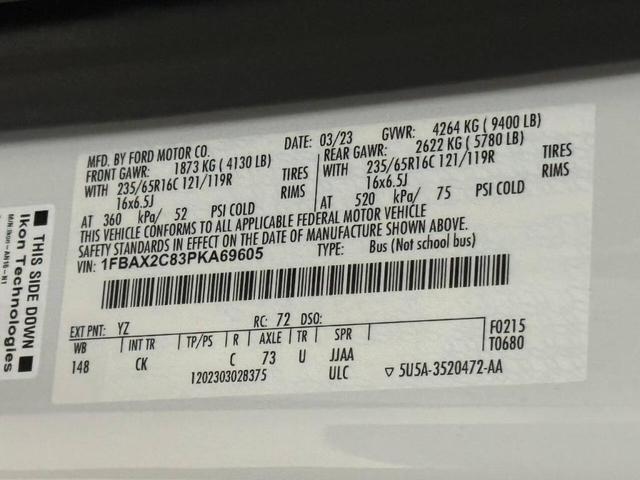 MFD. BY FORD MOTOR CO.
DATE: 03/23
GVWR: 4264 KG ( 9400 LB)
FRONT GAWR: 1873 KG ( 4130 LB)
REAR GAWR: 2622 KG ( 5780 LB)
WITH 235/65R16C 121/119R TIRES
WITH 235/65R16C 121/119R TIRES
16x6.5J RIMS
16x6.5J RIMS
AT 360 kPa/ 52 PSI COLD
AT 520 kPa/ 75 PSI COLD
THIS VEHICLE CONFORMS TO ALL APPLICABLE FEDERAL MOTOR VEHICLE
SAFETY STANDARDS IN EFFECT ON THE DATE OF MANUFACTURE SHOWN ABOVE.
VIN: 1FBAX2C83PKA69605
TYPE: Bus (Not school bus)
EXT PNT: YZ RC: 72 DSO:
WB INT TR TP/PS R AXLE TR SPR
148 CK C 73 U JJAA
1202303028375 ULC
F0215
T0680
▽ 5U5A-3520472-AA
THIS SIDE DOWN
Ikon Technologies